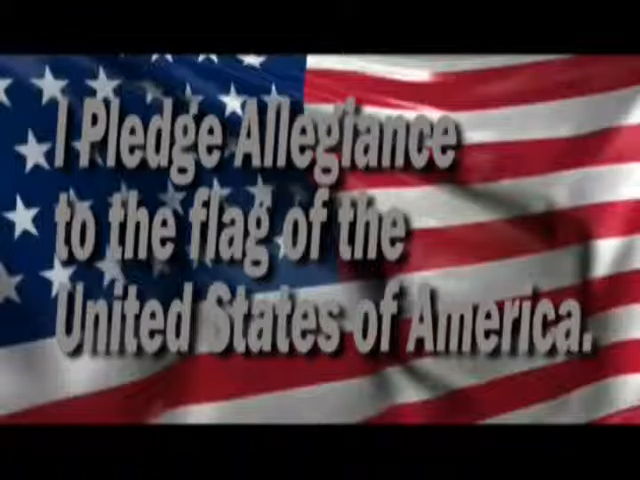 I Pledge Allegiance
to the flag of the
United States of America.